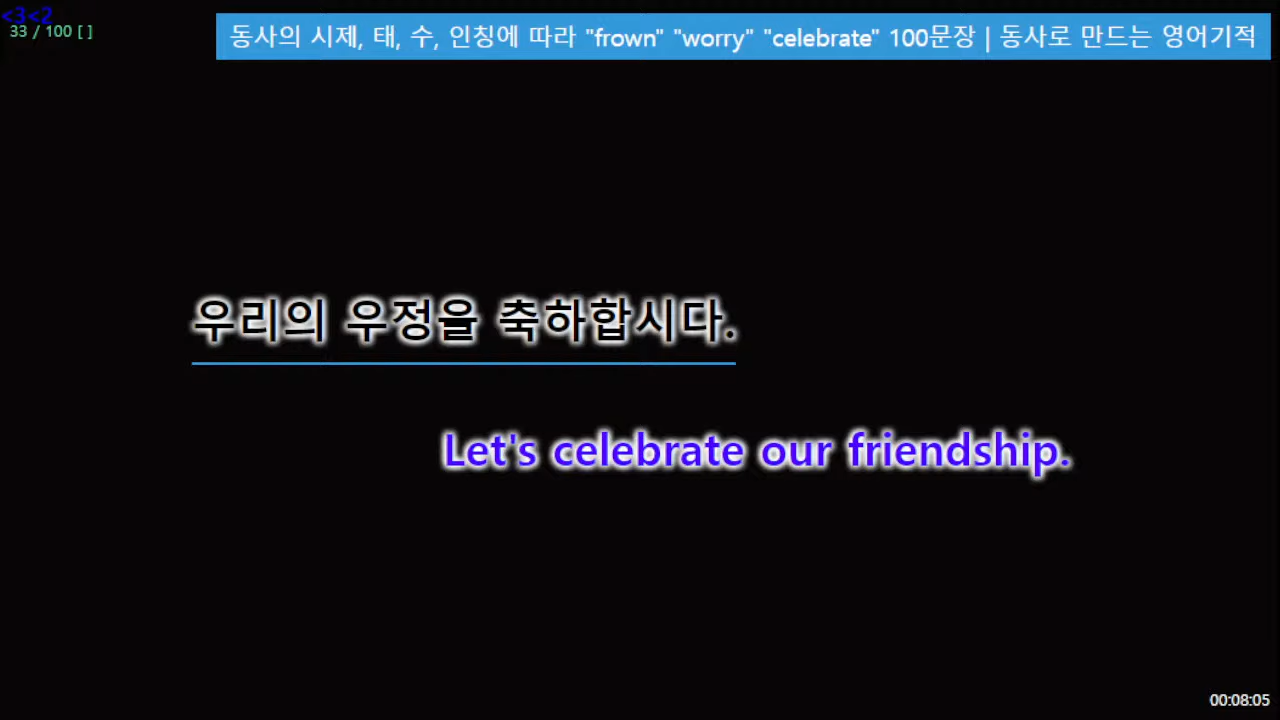 <3<2
33 / 100 [ ]
동사의 시제, 태, 수, 인칭에 따라 "frown" "worry" "celebrate" 100문장 | 동사로 만드는 영어기적
우리의 우정을 축하합시다.
Let's celebrate our friendship.
00:08:05